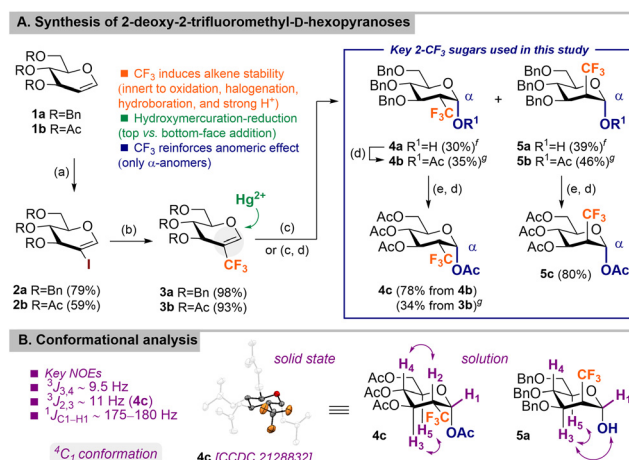 A. Synthesis of 2-deoxy-2-trifluoromethyl-D-hexopyranoses
RO
RO
RO
O
1a R=Bn
1b R=Ac
(a)
RO
RO
RO
O
I
2a R=Bn (79%)
2b R=Ac (59%)
(b)
■ CF3 induces alkene stability
(innert to oxidation, halogenation,
hydroboration, and strong H+)
■ Hydroxymercuration-reduction
(top vs. bottom-face addition)
■ CF3 reinforces anomeric effect
(only α-anomers)
Hg2+
RO
RO
RO
O
CF3
3a R=Bn (98%)
3b R=Ac (93%)
(c)
or (c, d)
Key 2-CF3 sugars used in this study
BnO
BnO
BnO
O
F3C
α
OR1
+
BnO
BnO
BnO
CF3
O
α
OR1
(d)
4a R1=H (30%)f
4b R1=Ac (35%)g
5a R1=H (39%)f
5b R1=Ac (46%)g
(e, d)
(e, d)
AcO
AcO
AcO
O
F3C
α
OAc
AcO
AcO
AcO
CF3
O
α
OAc
4c (78% from 4b)
(34% from 3b)g
5c (80%)
B. Conformational analysis
■ Key NOEs
■ 3J3,4 ~ 9.5 Hz
■ 3J2,3 ~ 11 Hz (4c)
■ 1JC1–H1 ~ 175–180 Hz
4C1 conformation
solid state
4c [CCDC 2128832]
≡
solution
AcO
AcO
AcO
H4
H2
O
H1
F3C
H5
H3
OAc
4c
BnO
BnO
BnO
H4
CF3
O
H1
H5
H3
OH
5a